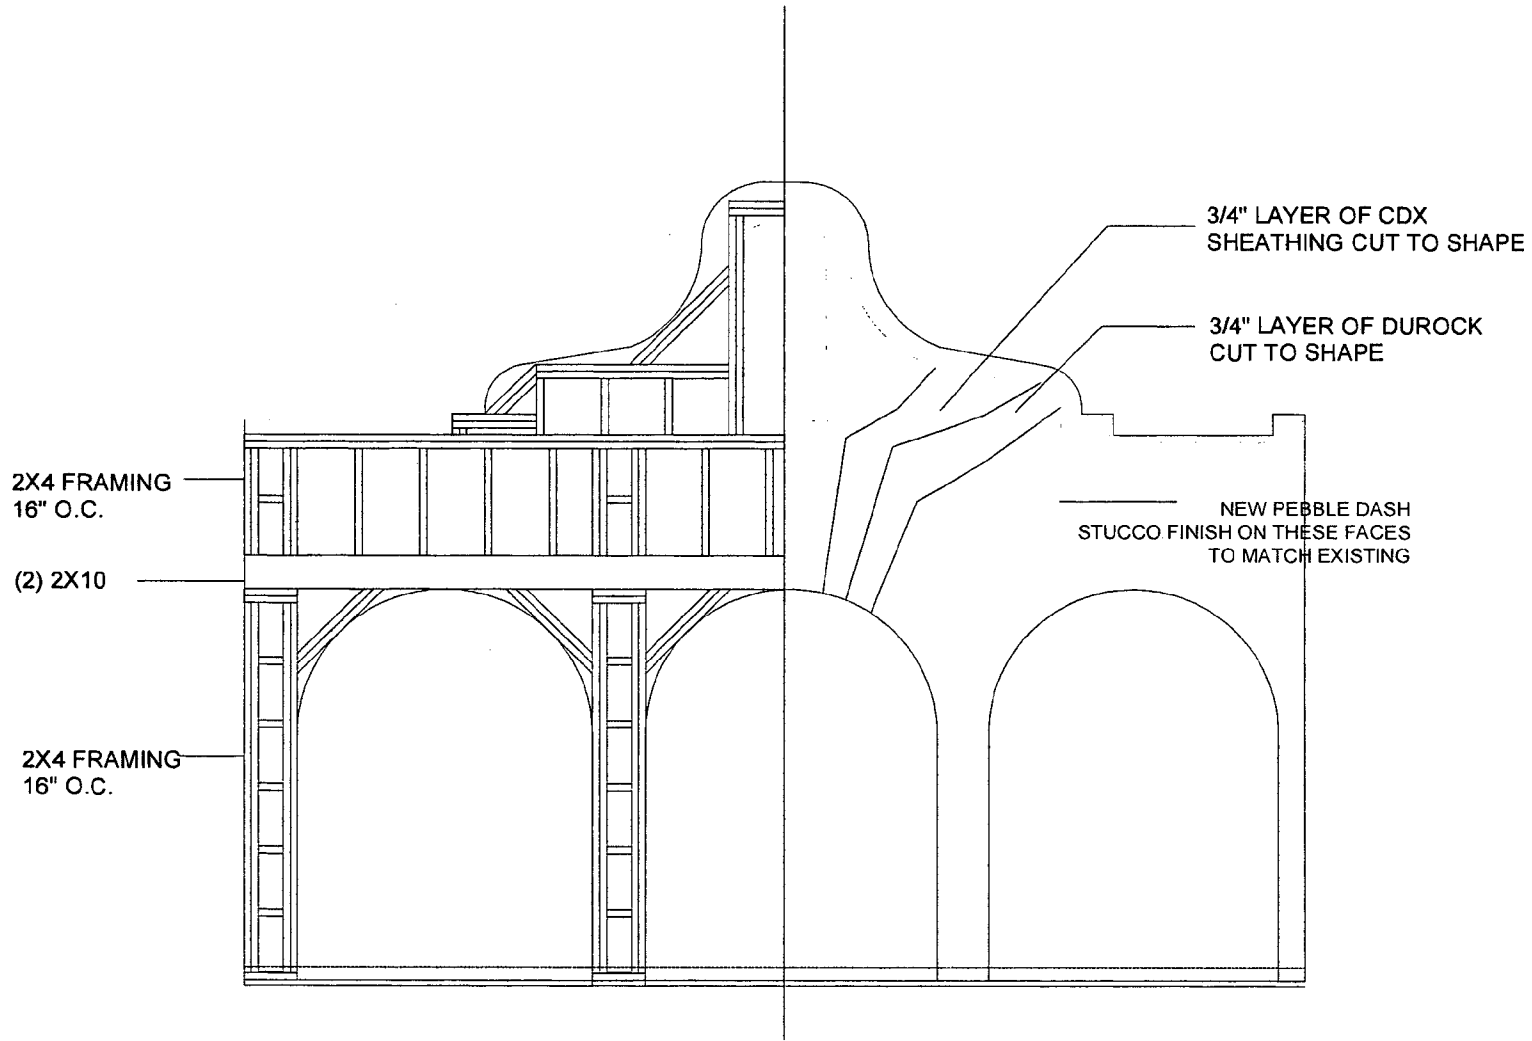 3/4" LAYER OF CDX
SHEATHING CUT TO SHAPE
3/4" LAYER OF DUROCK
CUT TO SHAPE
2X4 FRAMING
16" O.C.
NEW PEBBLE DASH
STUCCO FINISH ON THESE FACES
TO MATCH EXISTING
(2) 2X10
2X4 FRAMING
16" O.C.